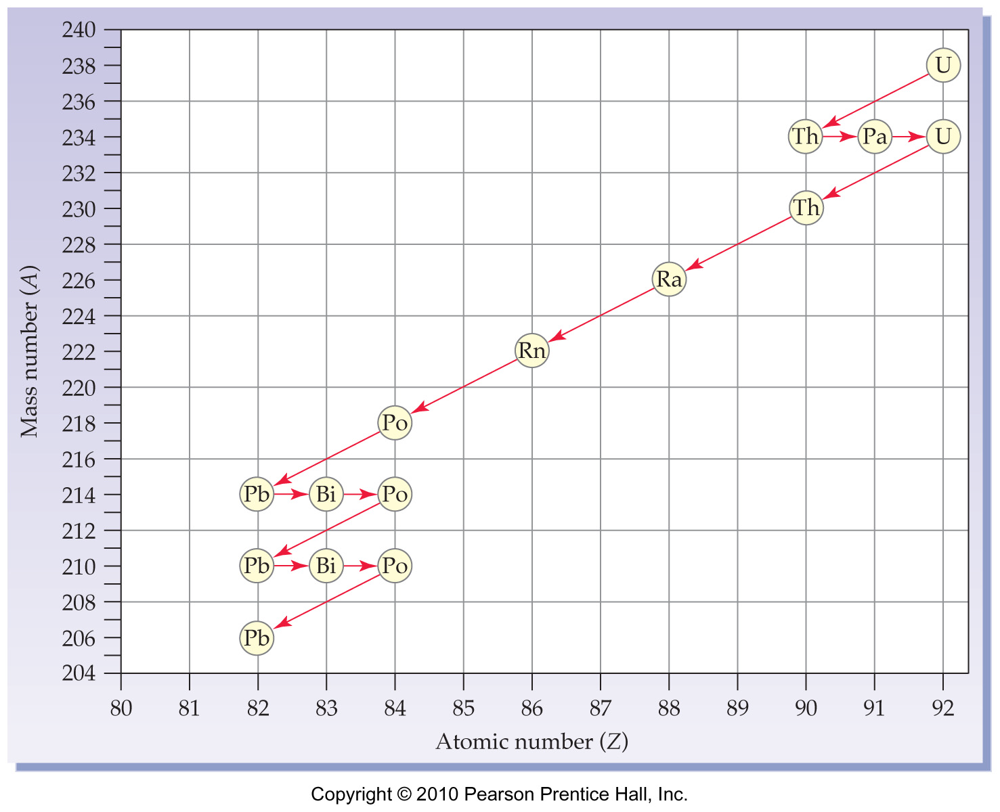 240
238
U
236
234
Th
Pa
U
232
230
Th
228
226
Ra
224
222
Rn
220
218
Po
216
214
Pb
Bi
Po
212
210
Pb
Bi
Po
208
206
Pb
204
Mass number (A)
80
81
82
83
84
85
86
87
88
89
90
91
92
Atomic number (Z)
Copyright © 2010 Pearson Prentice Hall, Inc.